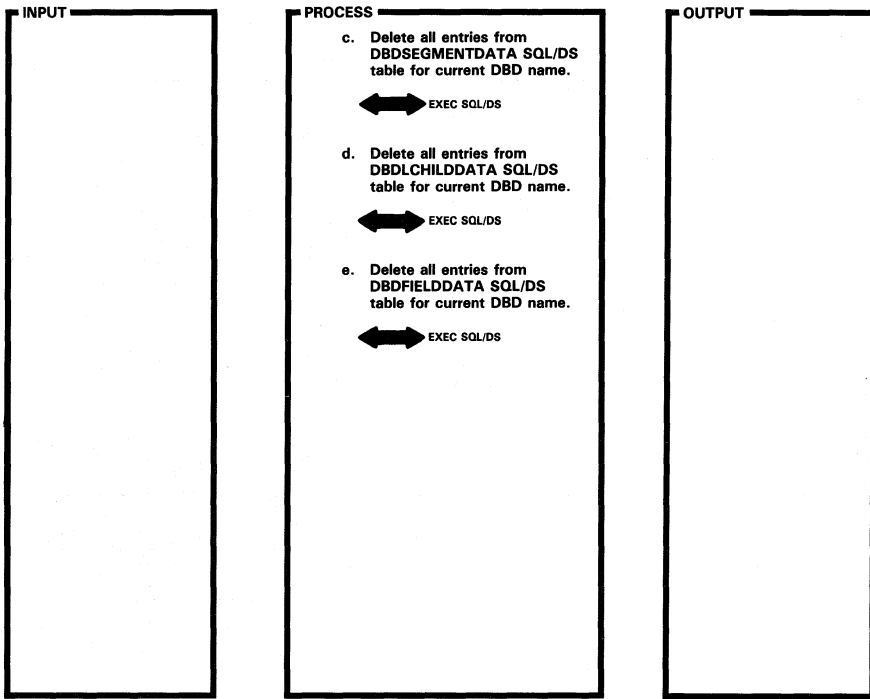 INPUT
PROCESS
OUTPUT
c. Delete all entries from
DBDSEGMENTDATA SQL/DS
table for current DBD name.
EXEC SQL/DS
d. Delete all entries from
DBDLCHILDDATA SQL/DS
table for current DBD name.
EXEC SQL/DS
e. Delete all entries from
DBDFIELDDATA SQL/DS
table for current DBD name.
EXEC SQL/DS